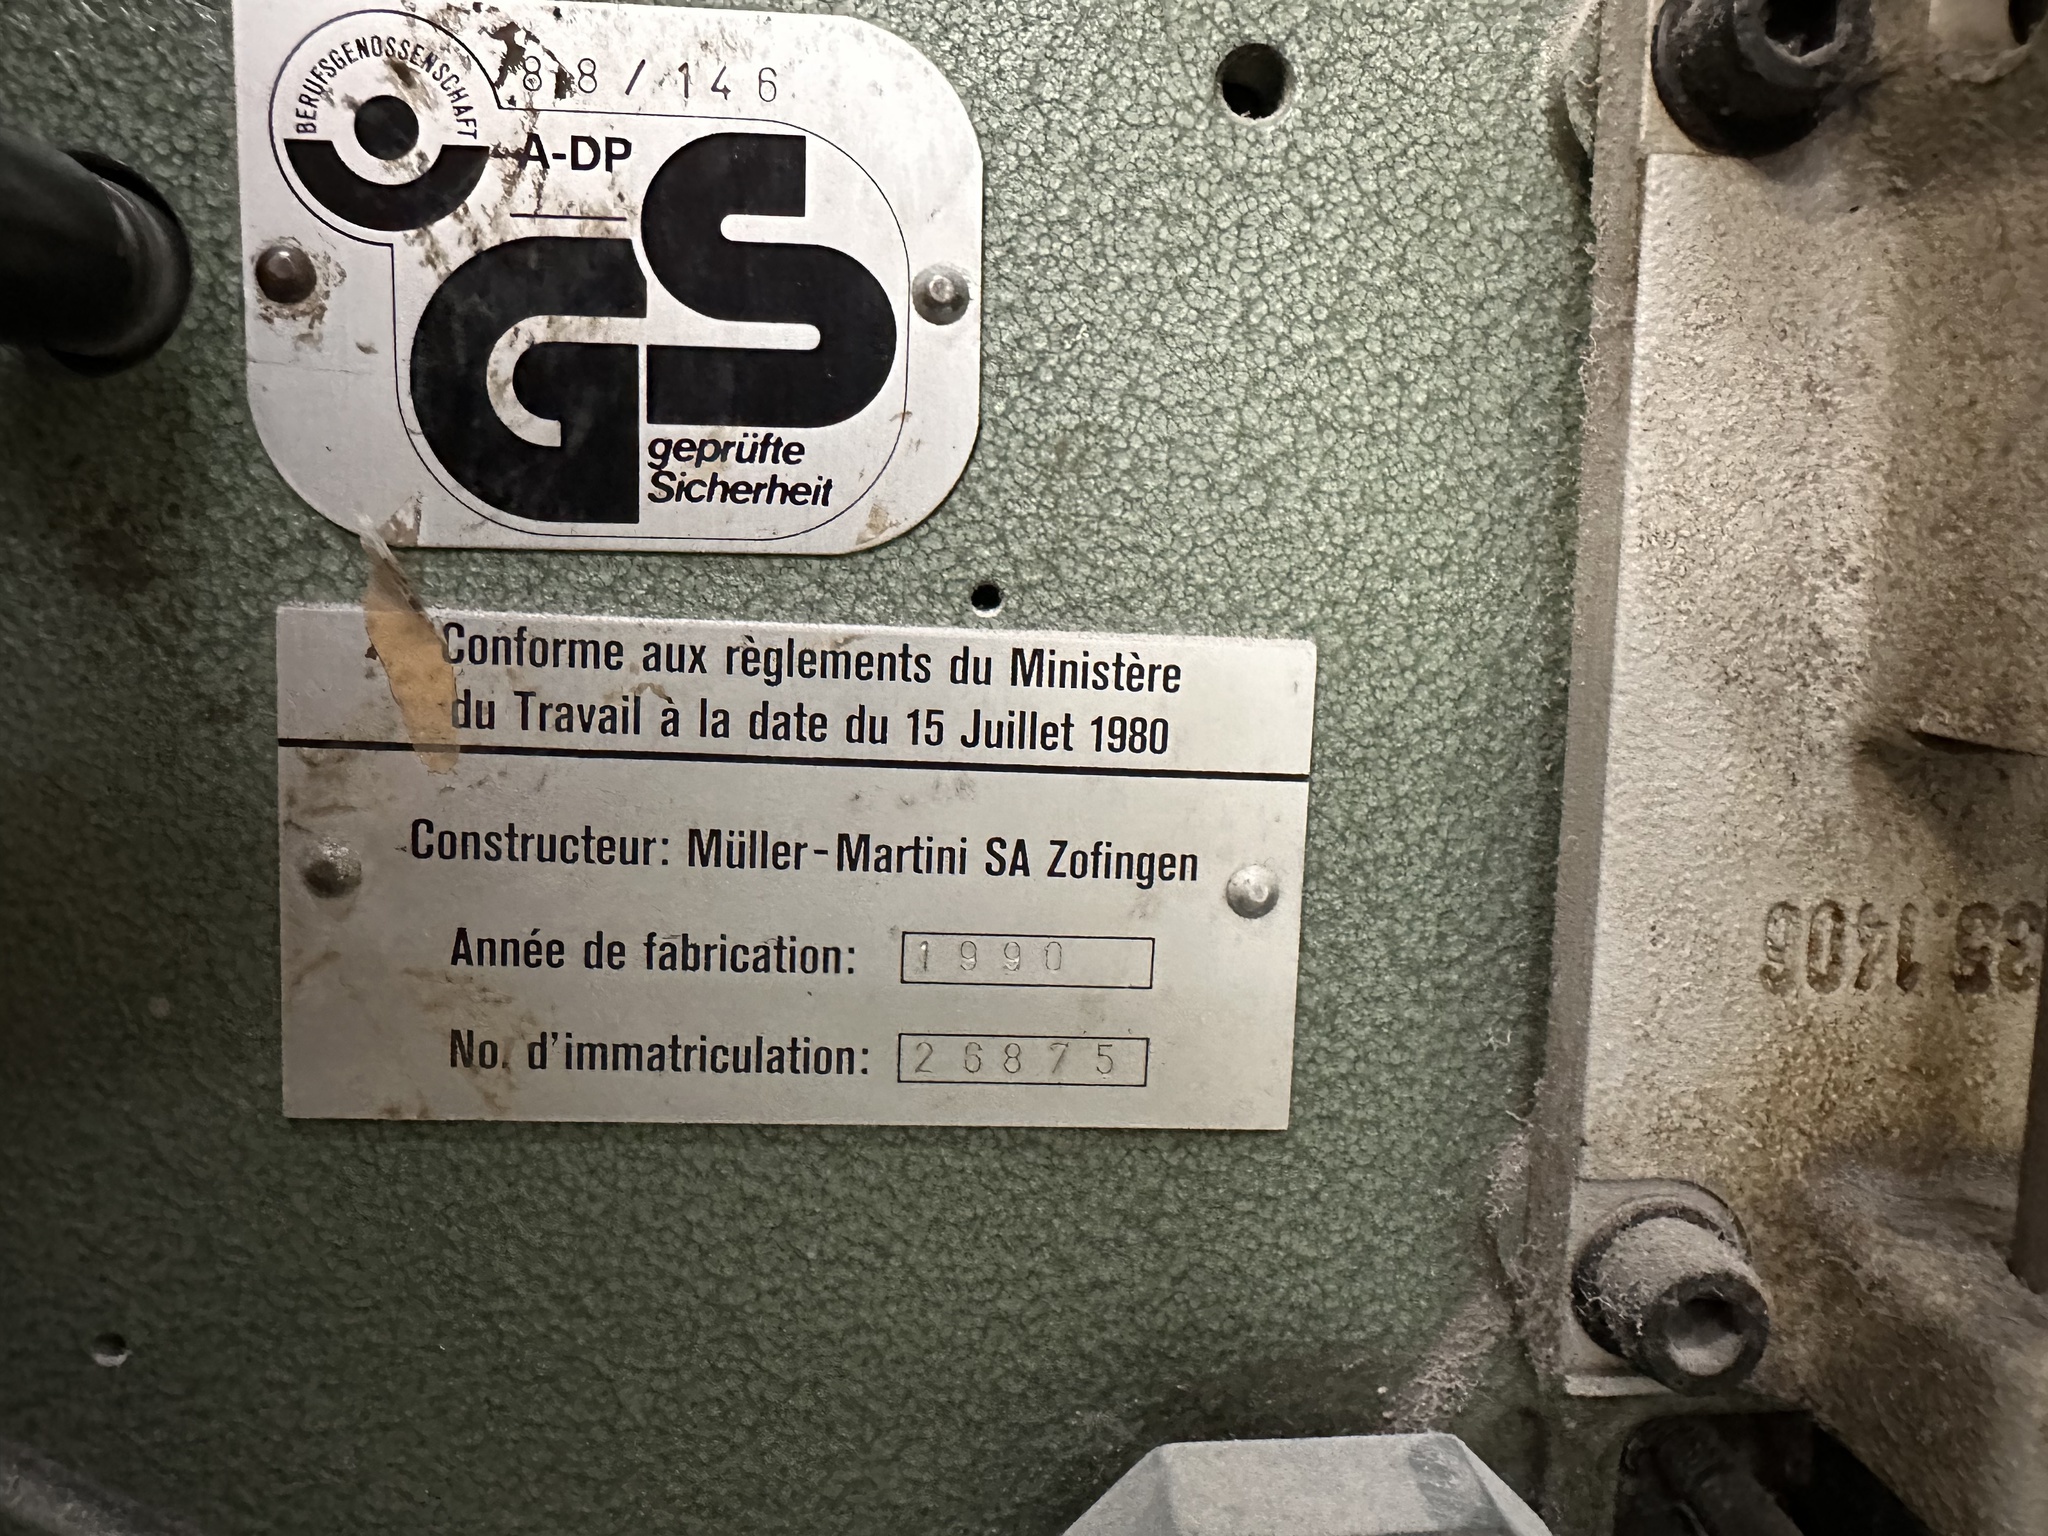 BERUFSGENOSSENSCHAFT
88/146
A-DP
GS
geprüfte
Sicherheit
Conforme aux règlements du Ministère
du Travail à la date du 15 Juillet 1980
Constructeur: Müller-Martini SA Zofingen
Année de fabrication: 1990
No. d'immatriculation: 26875